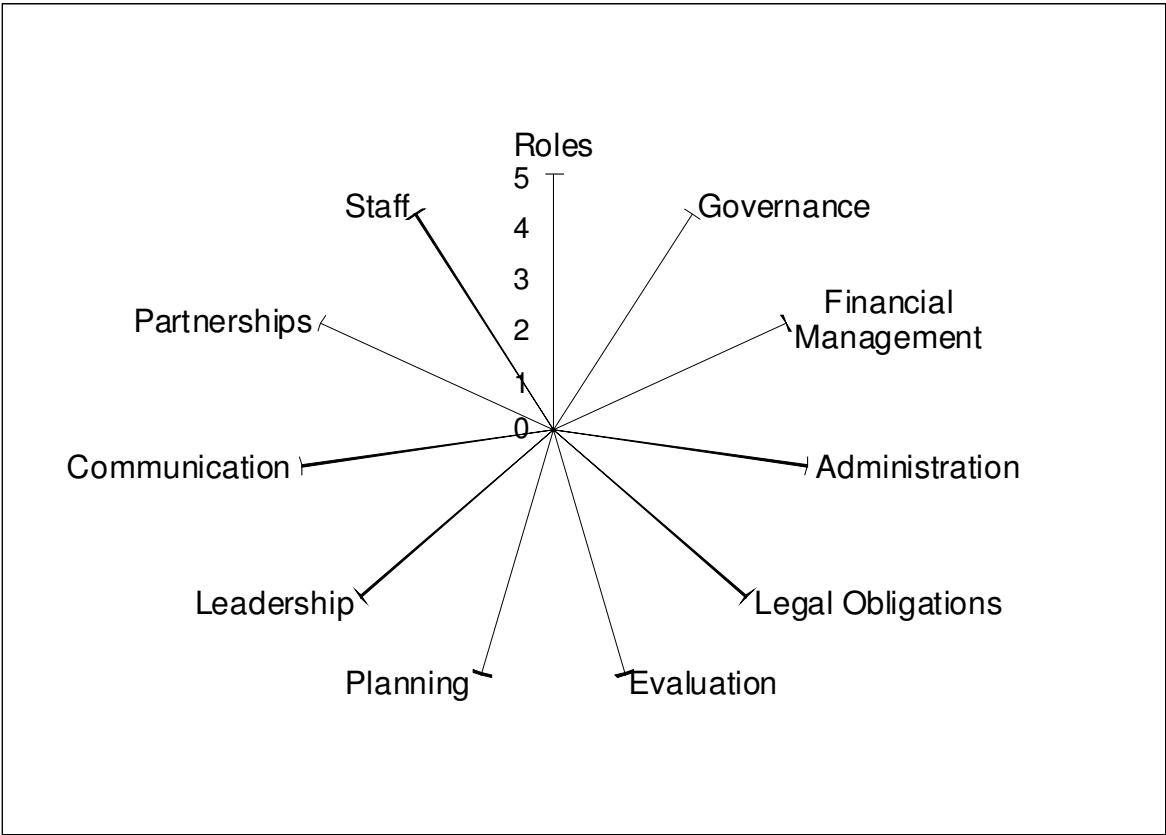 Roles
5
Staff
Governance
4
3
Financial
Management
Partnerships
2
1
0
Communication
Administration
Leadership
Legal Obligations
Planning
Evaluation